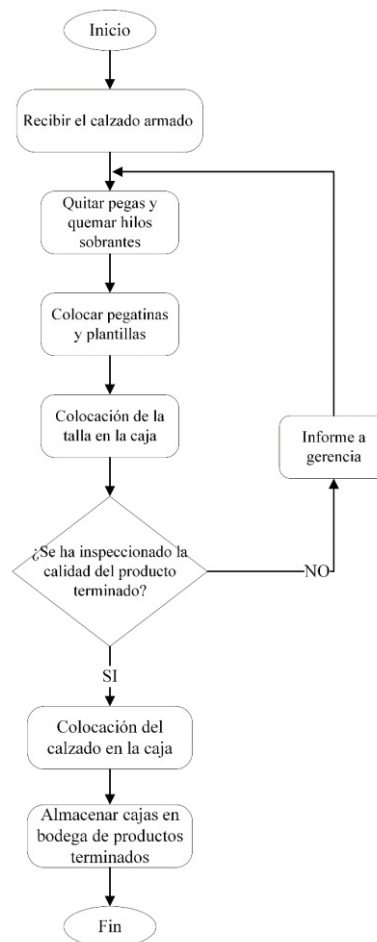 Inicio
Recibir el calzado armado
Quitar pegas y
quemar hilos
sobrantes
Colocar pegatinas
y plantillas
Colocación de la
talla en la caja
Informe a
gerencia
¿Se ha inspeccionado la
calidad del producto
terminado?
NO
SI
Colocación del
calzado en la caja
Almacenar cajas en
bodega de productos
terminados
Fin